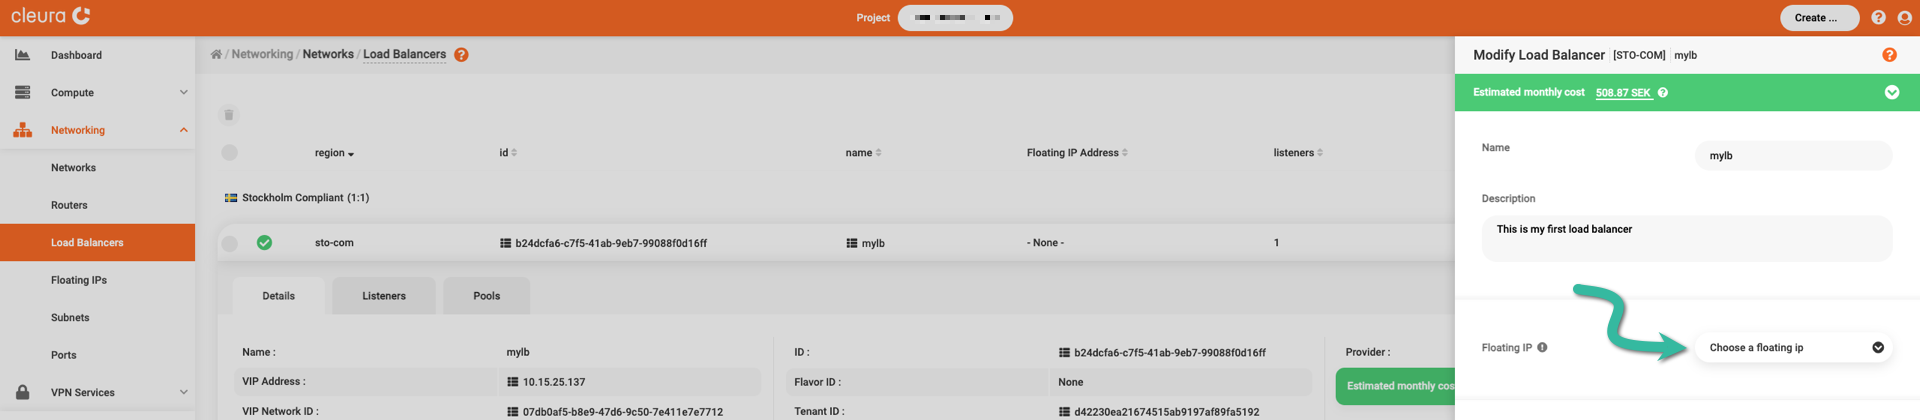 cleura
Project
Create ...
Dashboard
Compute
Networking
Networks
Routers
Load Balancers
Floating IPs
Subnets
Ports
VPN Services
/ Networking / Networks / Load Balancers ?
region
id
name
Floating IP Address
listeners
Stockholm Compliant (1:1)
sto-com
b24dcfa6-c7f5-41ab-9eb7-99088f0d16ff
mylb
- None -
1
Details
Listeners
Pools
Name :
mylb
ID :
b24dcfa6-c7f5-41ab-9eb7-99088f0d16ff
Provider :
VIP Address :
10.15.25.137
Flavor ID :
None
Estimated monthly cos
VIP Network ID :
07db0af5-b8e9-47d6-9c50-7e411e7e7712
Tenant ID :
d42230ea21674515ab9197af89fa5192
Modify Load Balancer [STO-COM] mylb
Estimated monthly cost 508.87 SEK
Name
mylb
Description
This is my first load balancer
Floating IP
Choose a floating ip